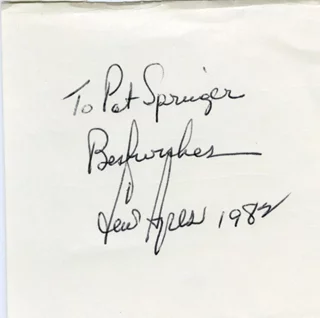 To Pat Springer
Best wishes
Lew Ayres 1982